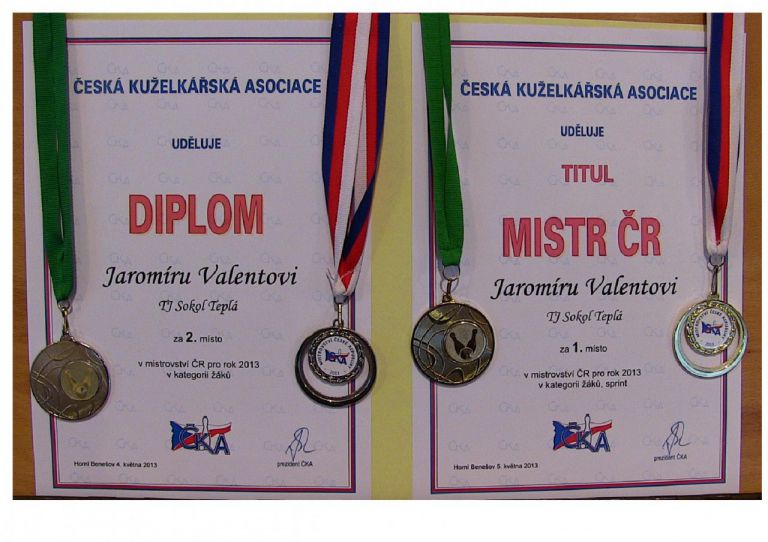 ČESKÁ KUŽELKÁŘSKÁ ASOCIACE
UDĚLUJE
DIPLOM
Jaromíru Valentovi
TJ Sokol Teplá
za 2. místo
v mistrovství ČR pro rok 2013
v kategorii žáků
ČKA
Horní Benešov 4. května 2013
prezident ČKA
ČESKÁ KUŽELKÁŘSKÁ ASOCIACE
UDĚLUJE
TITUL
MISTR ČR
Jaromíru Valentovi
TJ Sokol Teplá
za 1. místo
v mistrovství ČR pro rok 2013
v kategorii žáků, sprint
ČKA
Horní Benešov 5. května 2013
prezident ČKA